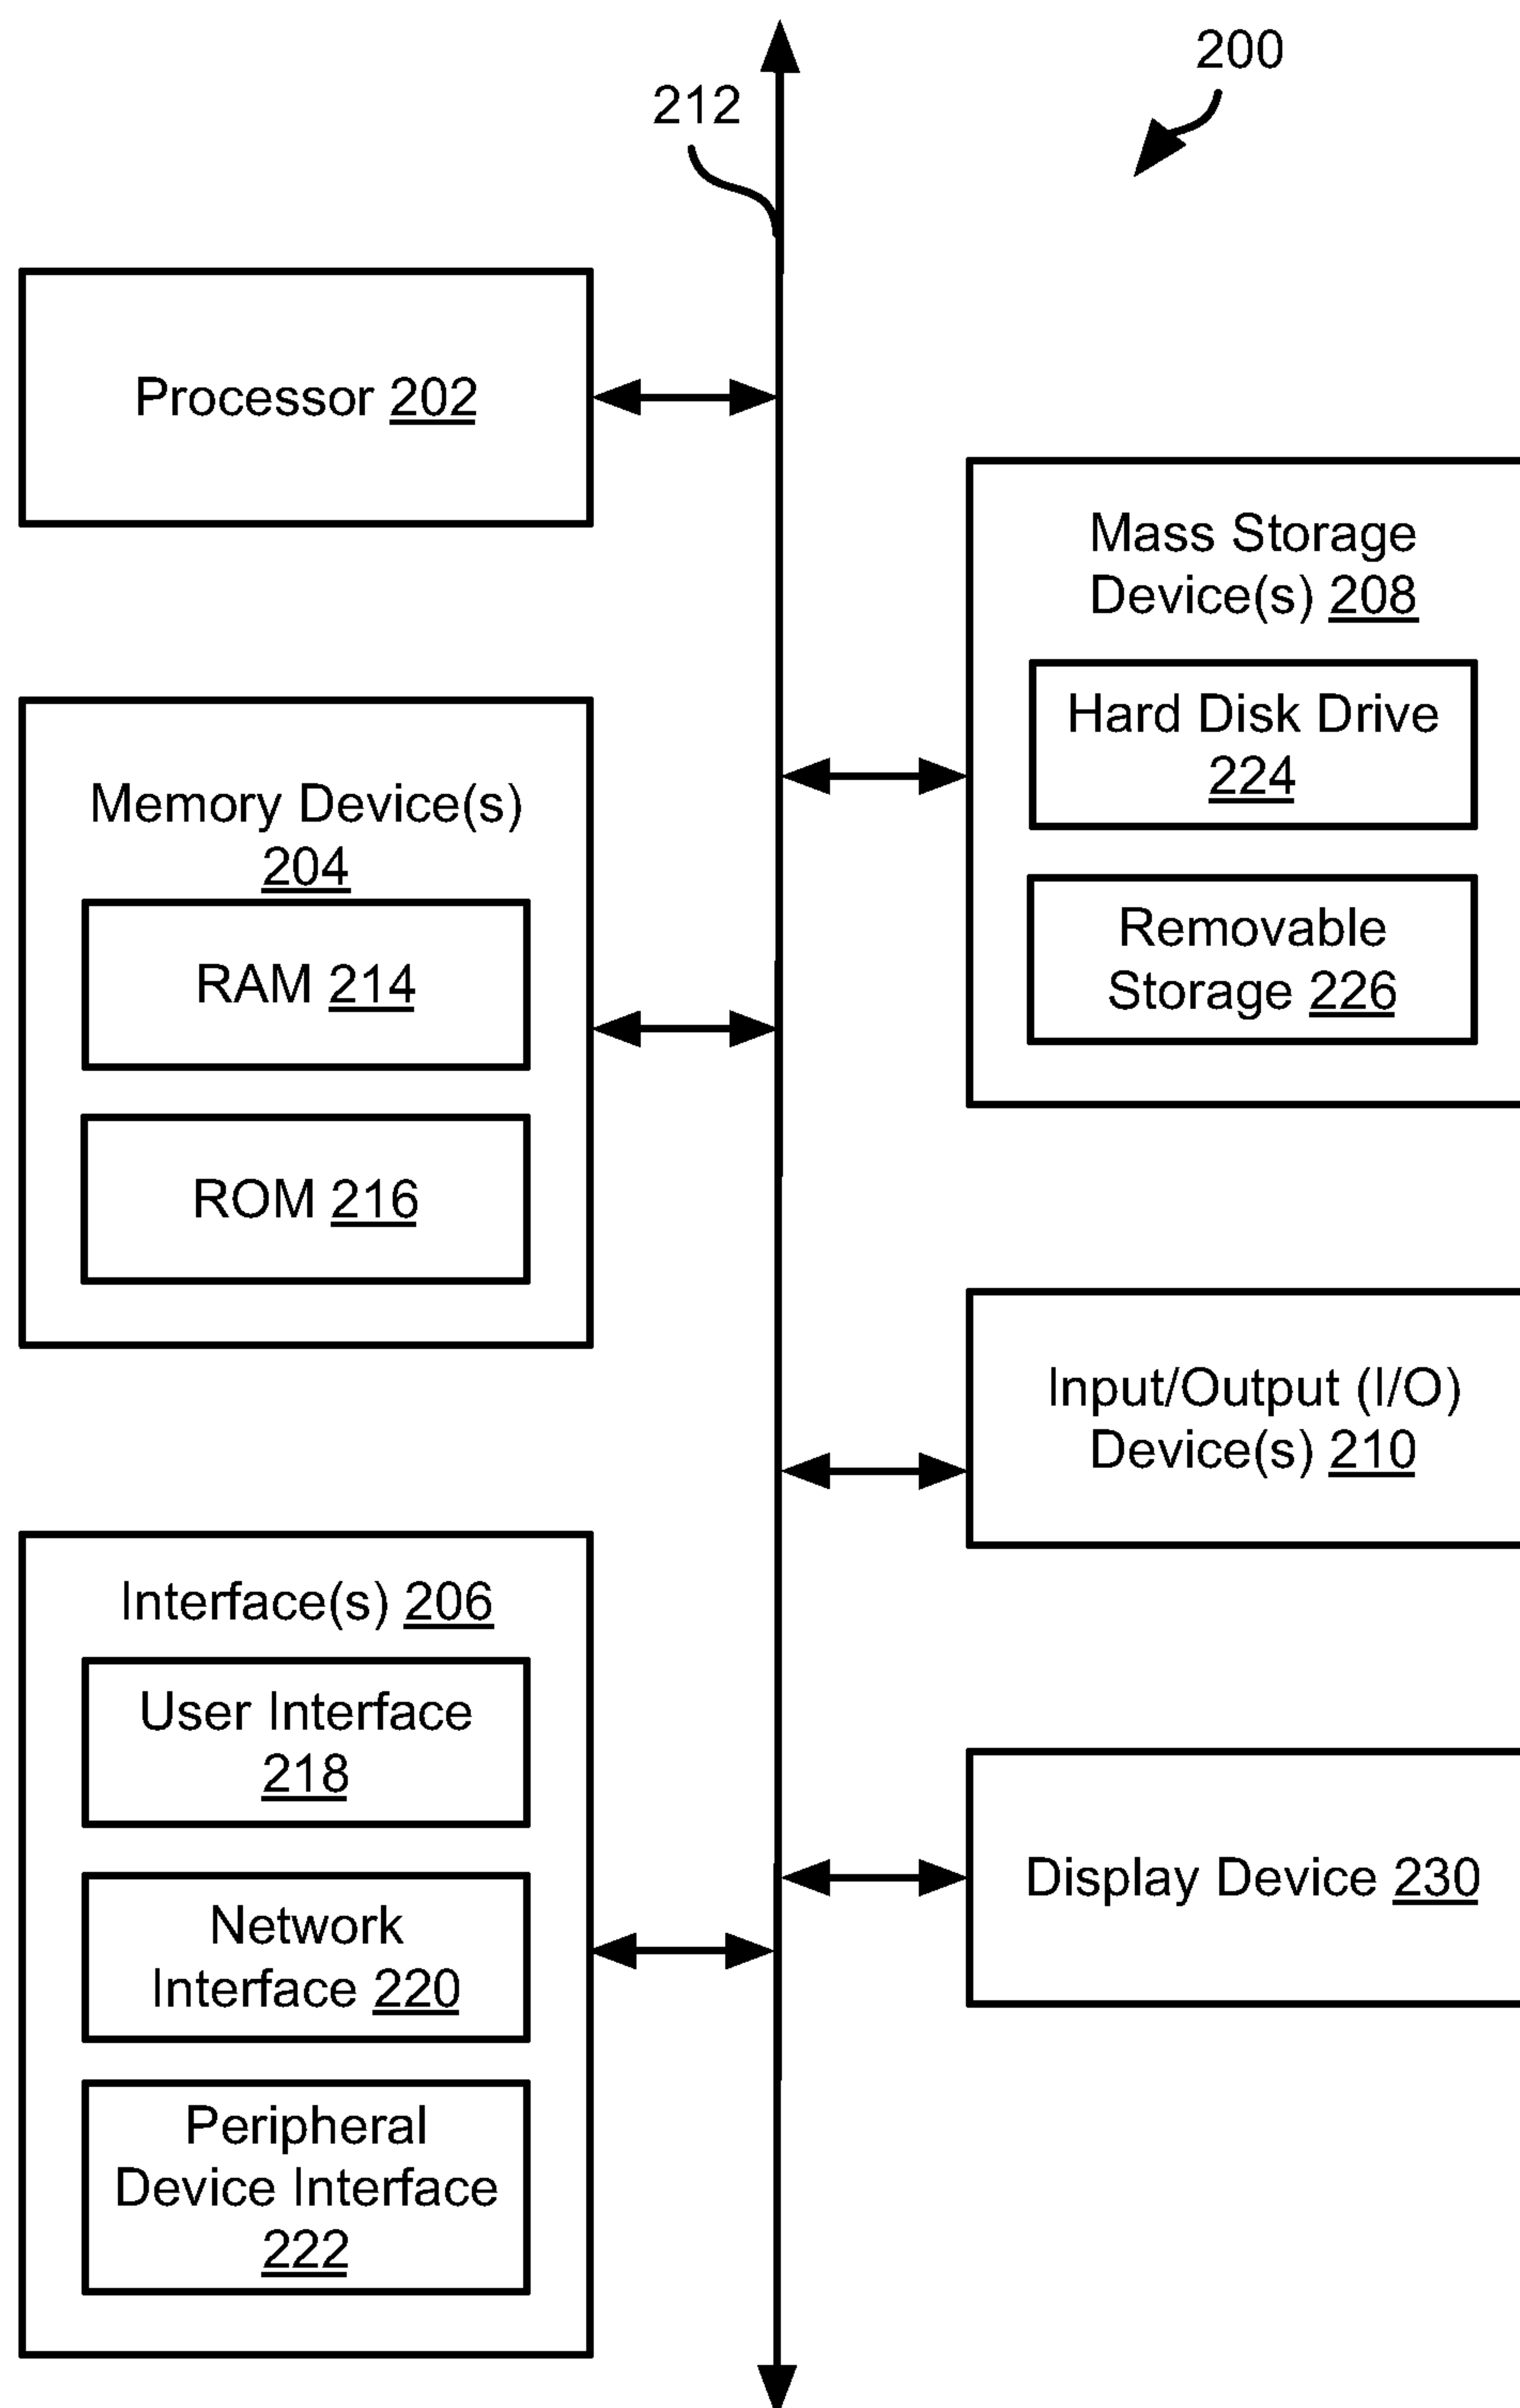 200
212
Processor 202
Mass Storage
Device(s) 208
Hard Disk Drive
224
Removable
Storage 226
Memory Device(s)
204
RAM 214
ROM 216
Input/Output (I/O)
Device(s) 210
Interface(s) 206
User Interface
218
Network
Interface 220
Peripheral
Device Interface
222
Display Device 230